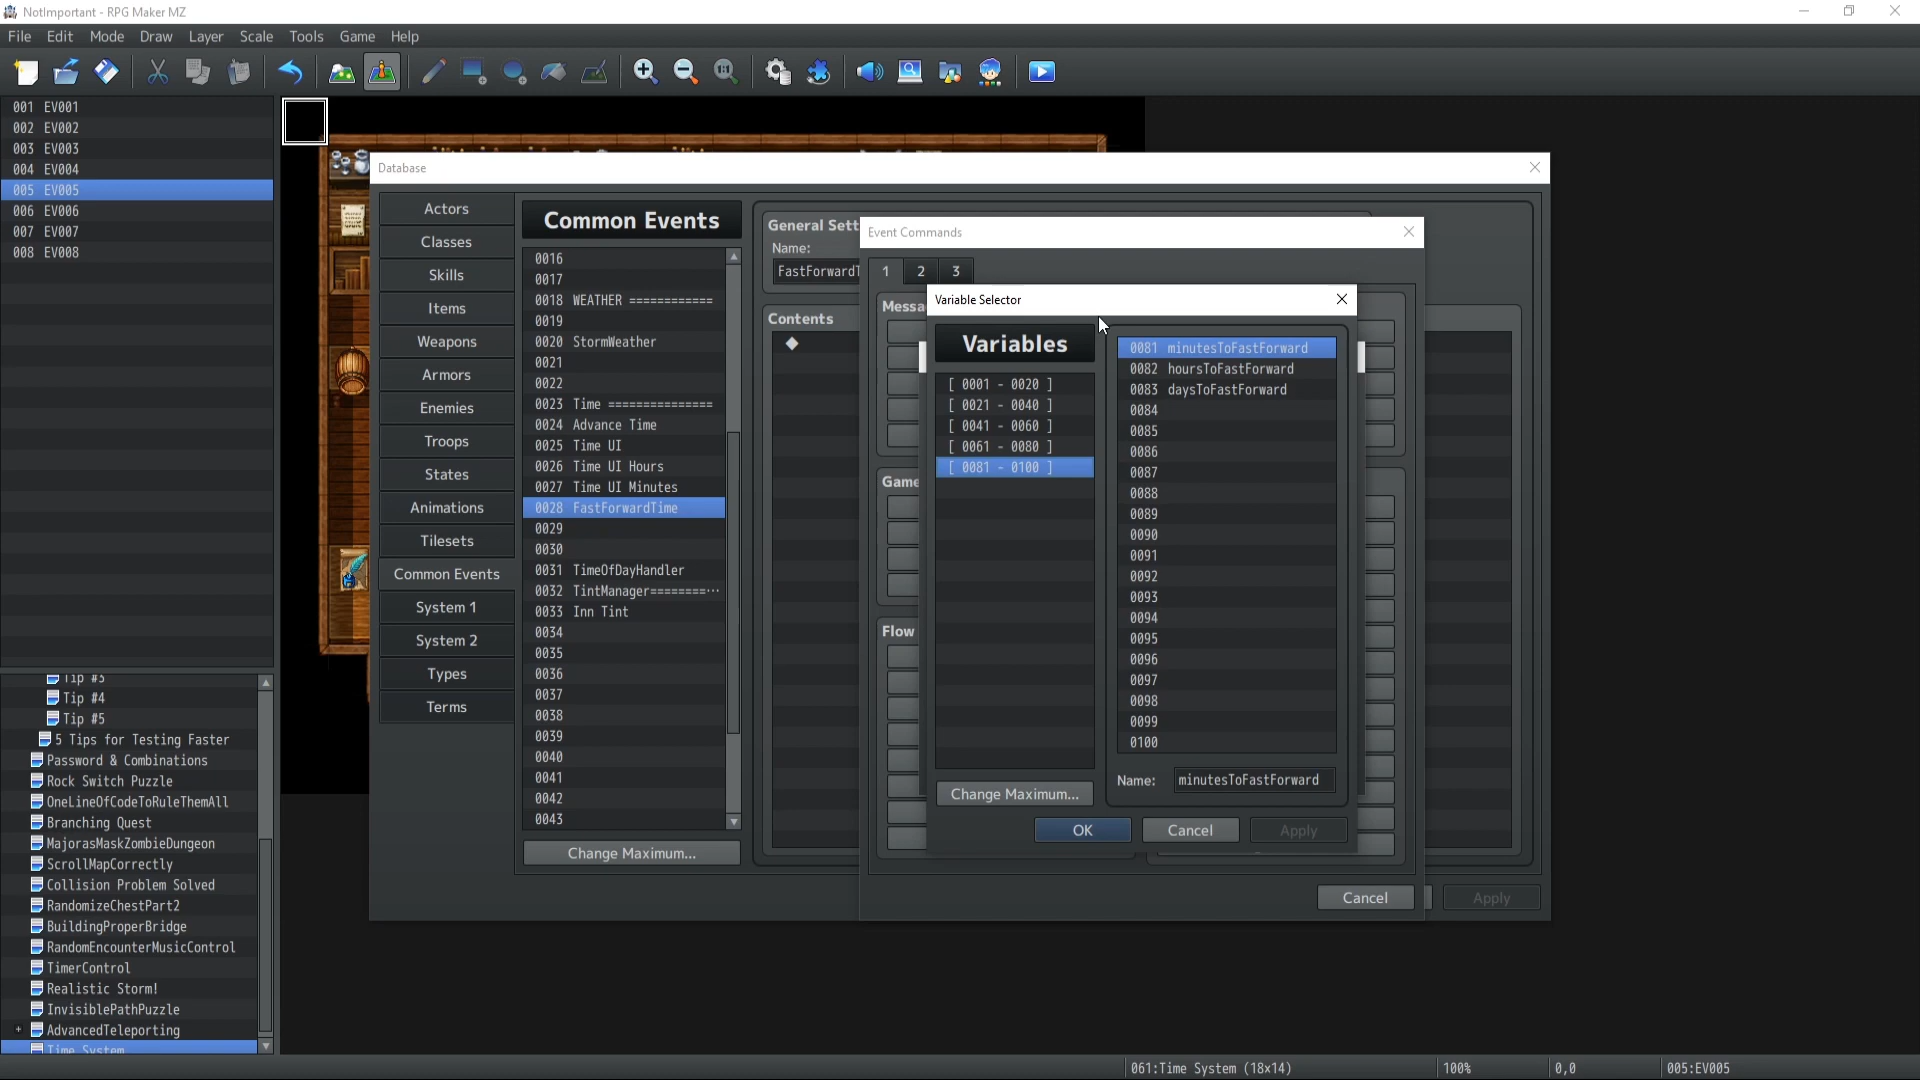 NotImportant - RPG Maker MZ
File Edit Mode Draw Layer Scale Tools Game Help
001 EV001
002 EV002
003 EV003
004 EV004
005 EV005
006 EV006
007 EV007
008 EV008
Tip #3
Tip #4
Tip #5
5 Tips for Testing Faster
Password & Combinations
Rock Switch Puzzle
OneLineOfCodeToRuleThemAll
Branching Quest
MajorasMaskZombieDungeon
ScrollMapCorrectly
Collision Problem Solved
RandomizeChestPart2
BuildingProperBridge
RandomEncounterMusicControl
TimerControl
Realistic Storm!
InvisiblePathPuzzle
AdvancedTeleporting
Time System
Database
Actors
Classes
Skills
Items
Weapons
Armors
Enemies
Troops
States
Animations
Tilesets
Common Events
System 1
System 2
Types
Terms
Common Events
0016
0017
0018 WEATHER ============
0019
0020 StormWeather
0021
0022
0023 Time ===============
0024 Advance Time
0025 Time UI
0026 Time UI Hours
0027 Time UI Minutes
0028 FastForwardTime
0029
0030
0031 TimeOfDayHandler
0032 TintManager========…
0033 Inn Tint
0034
0035
0036
0037
0038
0039
0040
0041
0042
0043
Change Maximum...
General Sett
Name:
FastForwardT
Contents
Event Commands
1 2 3
Messa
Game
Flow
Variable Selector
Variables
[ 0001 - 0020 ]
[ 0021 - 0040 ]
[ 0041 - 0060 ]
[ 0061 - 0080 ]
[ 0081 - 0100 ]
Change Maximum...
0081 minutesToFastForward
0082 hoursToFastForward
0083 daysToFastForward
0084
0085
0086
0087
0088
0089
0090
0091
0092
0093
0094
0095
0096
0097
0098
0099
0100
Name: minutesToFastForward
OK Cancel Apply
Cancel Apply
061:Time System (18x14) 100% 0,0 005:EV005